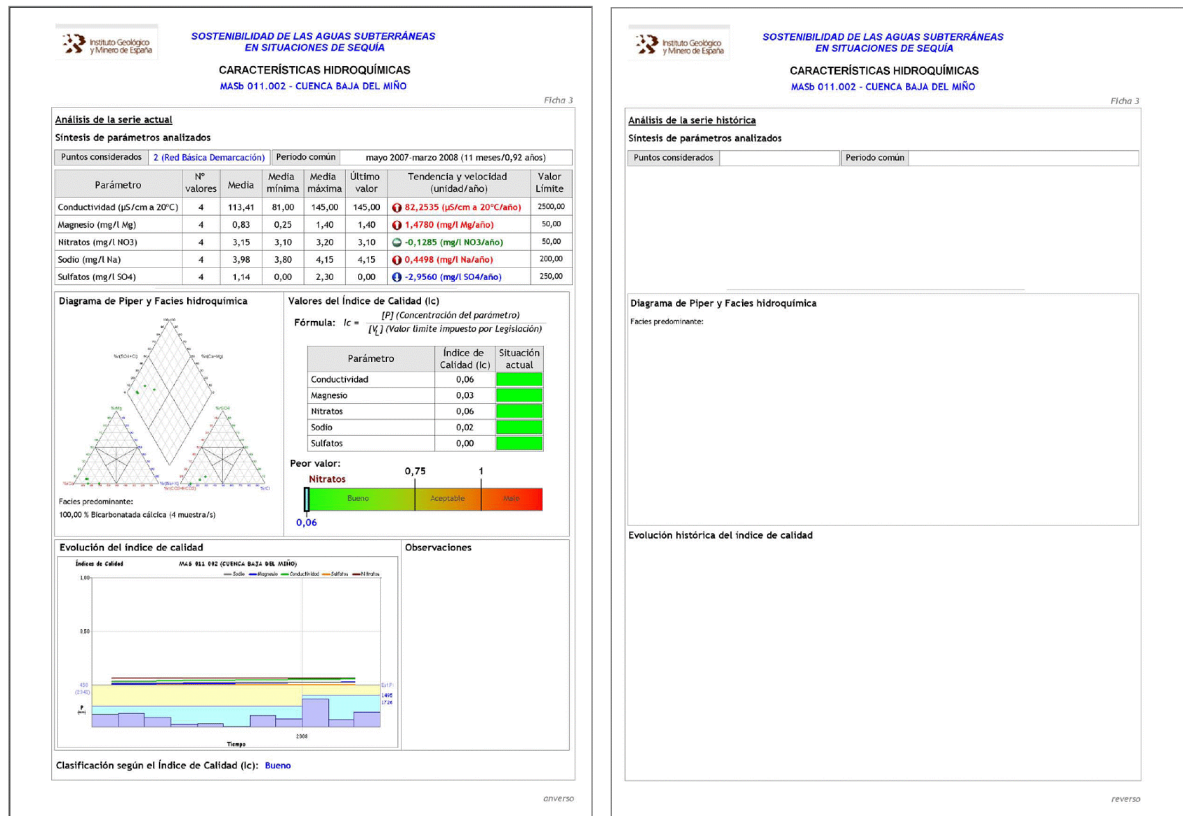 Instituto Geológico
y Minero de España
SOSTENIBILIDAD DE LAS AGUAS SUBTERRÁNEAS
EN SITUACIONES DE SEQUÍA
CARACTERÍSTICAS HIDROQUÍMICAS
MASb 011.002 - CUENCA BAJA DEL MIÑO
Ficha 3
Análisis de la serie actual
Síntesis de parámetros analizados
Puntos considerados 2 (Red Básica Demarcación) Periodo común mayo 2007-marzo 2008 (11 meses/0,92 años)
Parámetro Nº valores Media Media mínima Media máxima Último valor Tendencia y velocidad (unidad/año) Valor Límite
Conductividad (µS/cm a 20ºC) 4 113,41 81,00 145,00 145,00 82,2535 (µS/cm a 20ºC/año) 2500,00
Magnesio (mg/l Mg) 4 0,83 0,25 1,40 1,40 1,4780 (mg/l Mg/año) 50,00
Nitratos (mg/l NO3) 4 3,15 3,10 3,20 3,10 -0,1285 (mg/l NO3/año) 50,00
Sodio (mg/l Na) 4 3,98 3,80 4,15 4,15 0,4498 (mg/l Na/año) 200,00
Sulfatos (mg/l SO4) 4 1,14 0,00 2,30 0,00 -2,9560 (mg/l SO4/año) 250,00
Diagrama de Piper y Facies hidroquímica
Facies predominante:
100,00 % Bicarbonatada cálcica (4 muestra/s)
Valores del Índice de Calidad (Ic)
Fórmula: Ic = [P] (Concentración del parámetro)
[VL] (Valor límite impuesto por Legislación)
Parámetro Índice de Calidad (Ic) Situación actual
Conductividad 0,06
Magnesio 0,03
Nitratos 0,06
Sodio 0,02
Sulfatos 0,00
Peor valor:
Nitratos
0,75 1
Bueno Aceptable Malo
0,06
Evolución del índice de calidad
Índices de Calidad MAS 011 002 (CUENCA BAJA DEL MIÑO)
Sodio Magnesio Conductividad Sulfatos Nitratos
1,00
0,50
P
2008
Tiempo
Observaciones
Clasificación según el Índice de Calidad (Ic): Bueno
anverso
Instituto Geológico
y Minero de España
SOSTENIBILIDAD DE LAS AGUAS SUBTERRÁNEAS
EN SITUACIONES DE SEQUÍA
CARACTERÍSTICAS HIDROQUÍMICAS
MASb 011.002 - CUENCA BAJA DEL MIÑO
Ficha 3
Análisis de la serie histórica
Síntesis de parámetros analizados
Puntos considerados Periodo común
Diagrama de Piper y Facies hidroquímica
Facies predominante:
Evolución histórica del índice de calidad
reverso